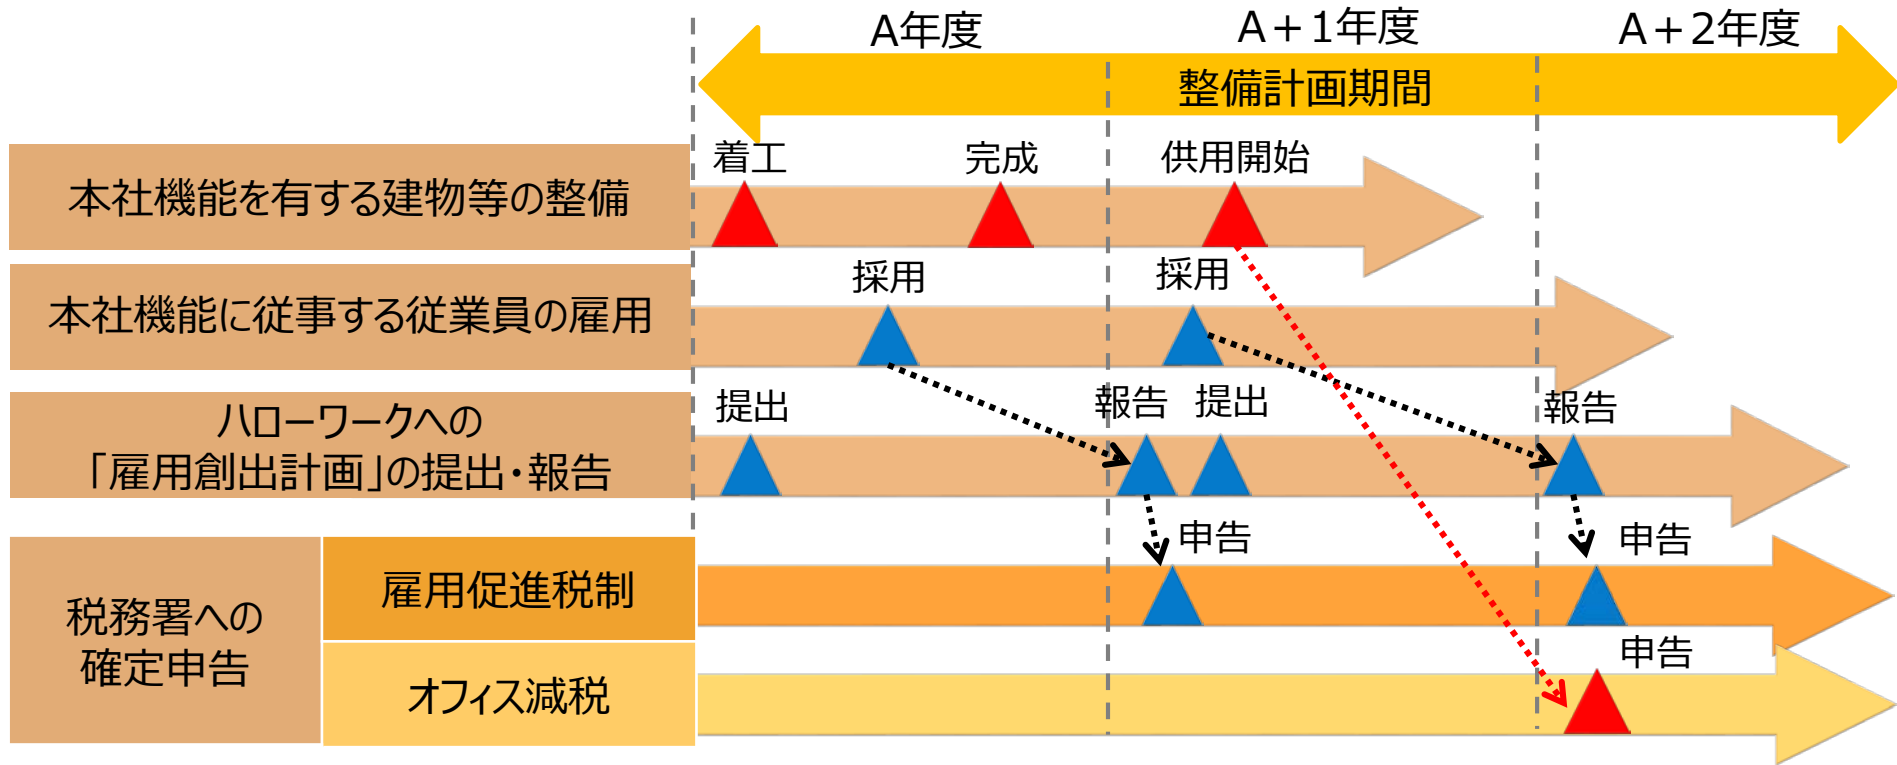 A年度
A＋1年度
A＋2年度
整備計画期間
本社機能を有する建物等の整備
着工
完成
供用開始
本社機能に従事する従業員の雇用
採用
採用
ハローワークへの
「雇用創出計画」の提出・報告
提出
報告
提出
報告
税務署への
確定申告
雇用促進税制
申告
申告
オフィス減税
申告